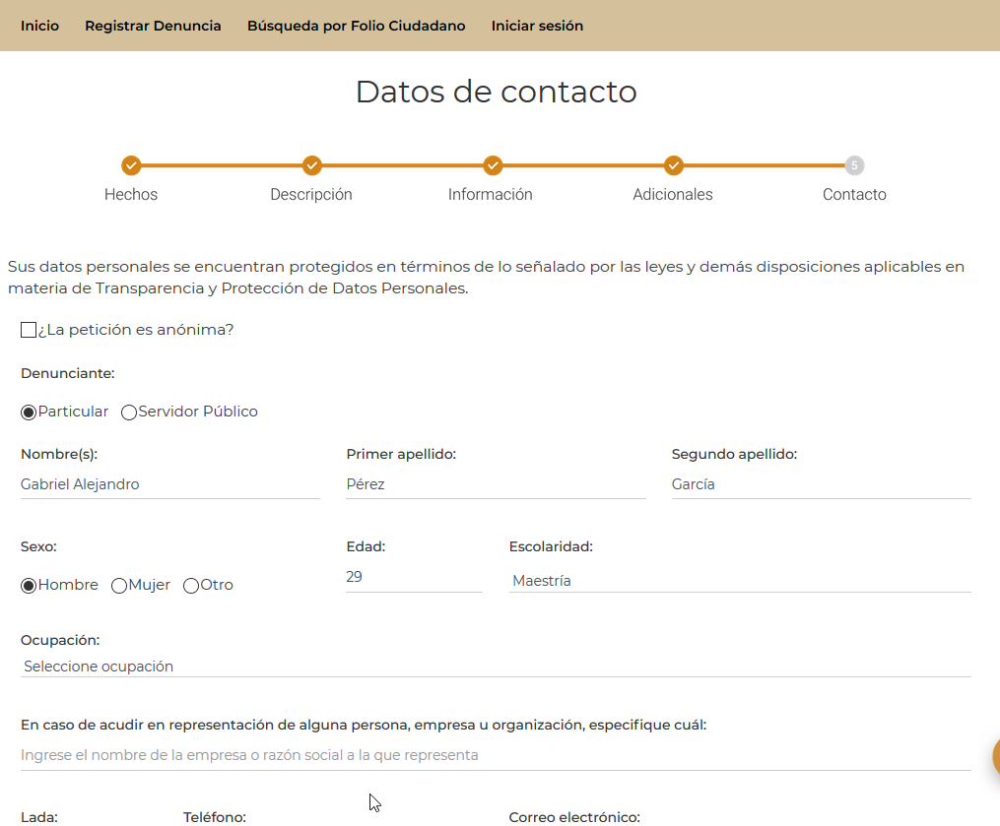 Inicio Registrar Denuncia Búsqueda por Folio Ciudadano Iniciar sesión
Datos de contacto
5
Hechos Descripción Información Adicionales Contacto
Sus datos personales se encuentran protegidos en términos de lo señalado por las leyes y demás disposiciones aplicables en
materia de Transparencia y Protección de Datos Personales.
¿La petición es anónima?
Denunciante:
Particular Servidor Público
Nombre(s): Primer apellido: Segundo apellido:
Gabriel Alejandro Pérez García
Sexo: Edad: Escolaridad:
Hombre Mujer Otro 29 Maestría
Ocupación:
Seleccione ocupación
En caso de acudir en representación de alguna persona, empresa u organización, especifique cuál:
Ingrese el nombre de la empresa o razón social a la que representa
Lada: Teléfono: Correo electrónico: